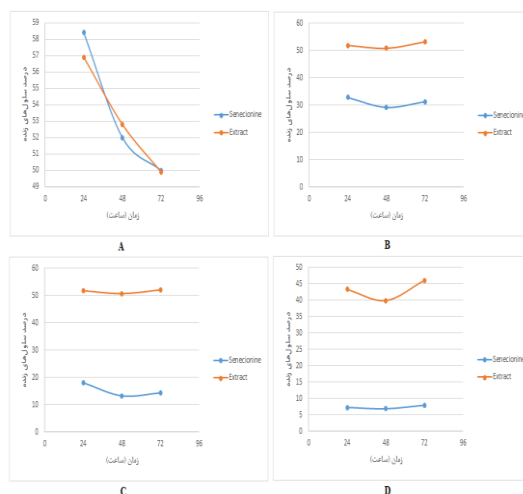 59
58
57
56
55
54
53
52
51
50
49
0 24 48 72 96
درصد سلول‌های زنده
زمان (ساعت)
Senecionine
Extract
A
60
50
40
30
20
10
0
0 24 48 72 96
درصد سلول‌های زنده
زمان (ساعت)
Senecionine
Extract
B
60
50
40
30
20
10
0
0 24 48 72 96
درصد سلول‌های زنده
زمان (ساعت)
Senecionine
Extract
C
50
45
40
35
30
25
20
15
10
5
0
0 24 48 72 96
درصد سلول‌های زنده
زمان (ساعت)
Senecionine
Extract
D